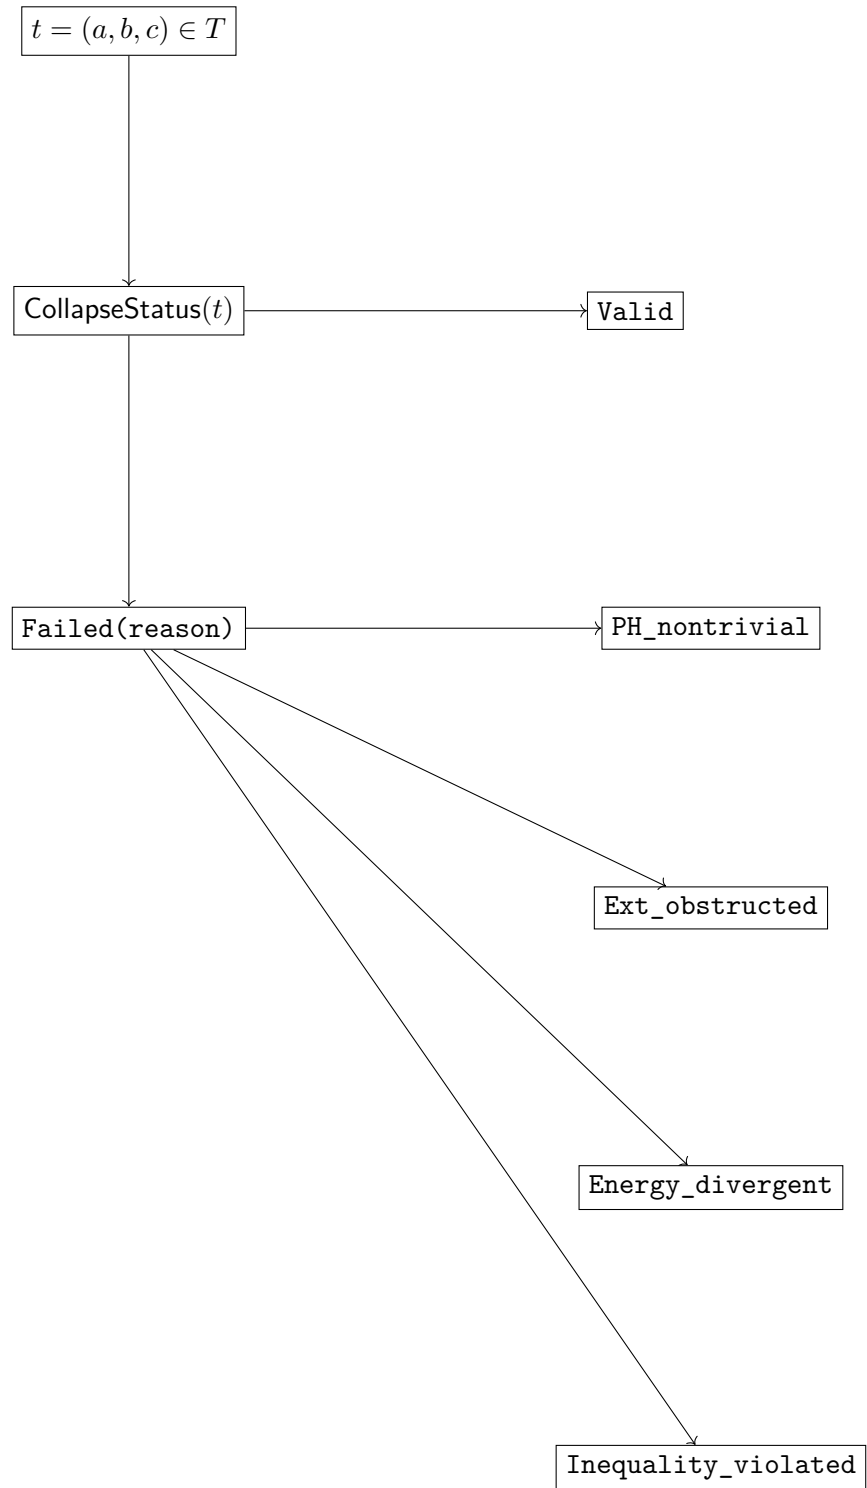 t = (a, b, c) ∈ T
CollapseStatus(t)
Valid
Failed(reason)
PH_nontrivial
Ext_obstructed
Energy_divergent
Inequality_violated